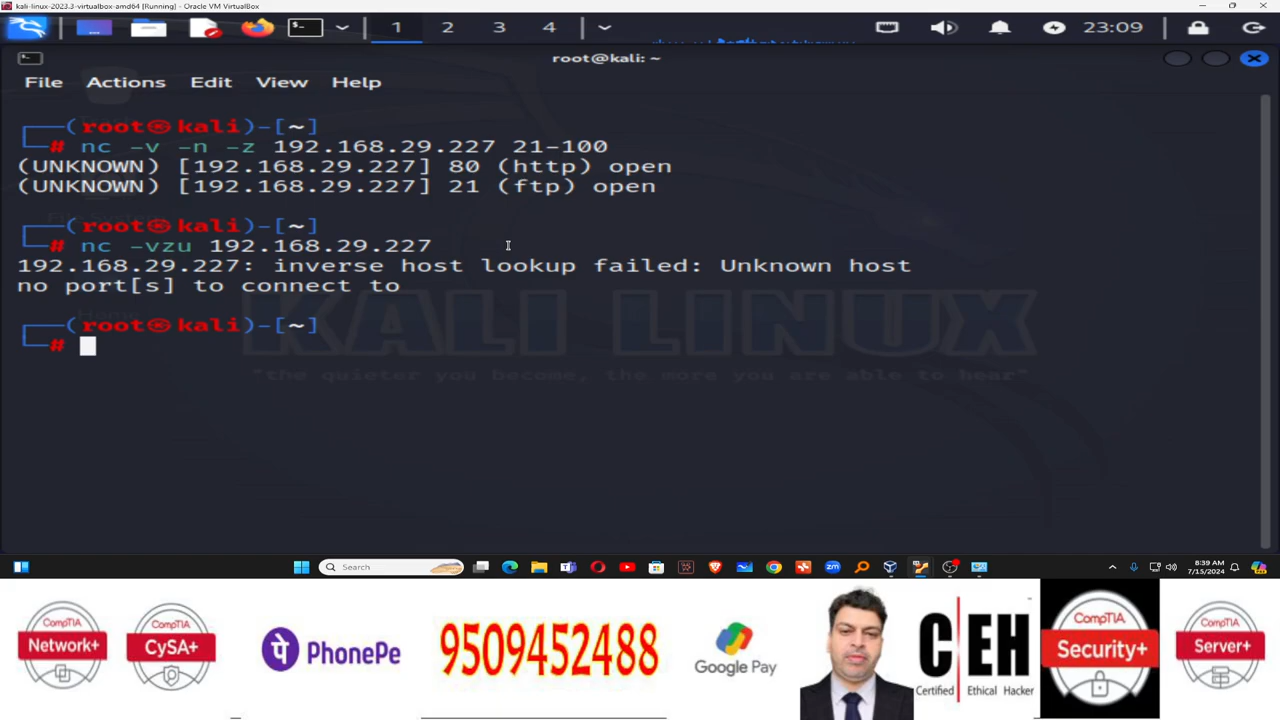 kali-linux-2023.3-virtualbox-amd64 [Running] - Oracle VM VirtualBox
1 2 3 4 23:09
root@kali: ~
File Actions Edit View Help
┌──(root㉿kali)-[~]
└─# nc -v -n -z 192.168.29.227 21-100
(UNKNOWN) [192.168.29.227] 80 (http) open
(UNKNOWN) [192.168.29.227] 21 (ftp) open
┌──(root㉿kali)-[~]
└─# nc -vzu 192.168.29.227
192.168.29.227: inverse host lookup failed: Unknown host
no port[s] to connect to
┌──(root㉿kali)-[~]
└─#
KALI LINUX
"the quieter you become, the more you are able to hear"
Search
8:39 AM
7/15/2024
CompTIA
Network+
CompTIA
CySA+
पे PhonePe
9509452488
Google Pay
CEH
Certified Ethical Hacker
CompTIA
Security+
CompTIA
Server+